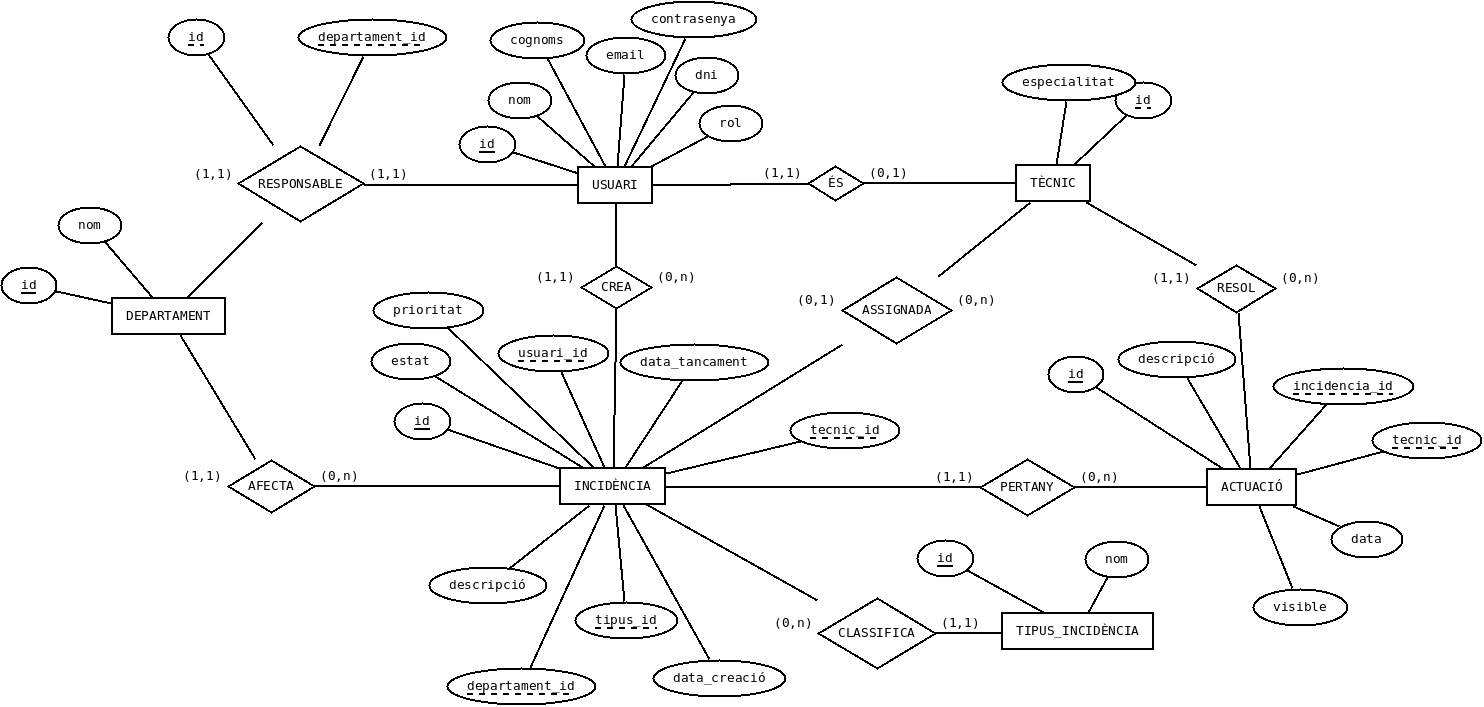 contrasenya
id
departament_id
cognoms
email
dni
especialitat
id
nom
rol
id
(1,1)
RESPONSABLE
(1,1)
USUARI
(1,1)
ÉS
(0,1)
TÈCNIC
nom
id
DEPARTAMENT
(1,1)
CREA
(0,n)
(1,1)
RESOL
(0,n)
prioritat
(0,1)
ASSIGNADA
(0,n)
estat
usuari_id
data_tancament
descripció
id
incidencia_id
id
tecnic_id
tecnic_id
(1,1)
AFECTA
(0,n)
INCIDÈNCIA
(1,1)
PERTANY
(0,n)
ACTUACIÓ
data
descripció
id
nom
visible
tipus_id
(0,n)
CLASSIFICA
(1,1)
TIPUS_INCIDÈNCIA
departament_id
data_creació